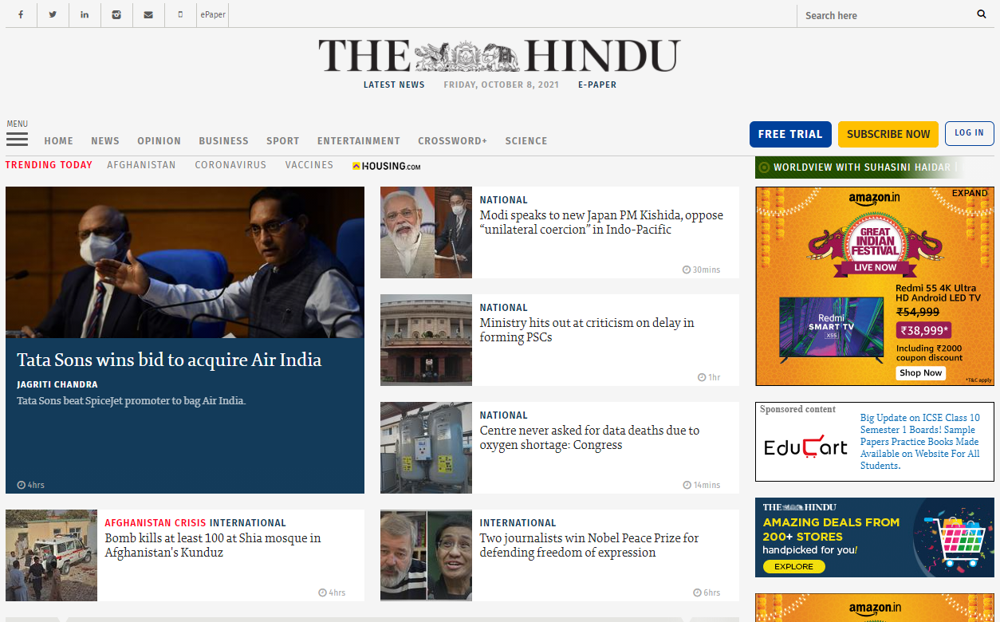 ePaper
Search here
THE HINDU
LATEST NEWS FRIDAY, OCTOBER 8, 2021 E-PAPER
MENU
HOME NEWS OPINION BUSINESS SPORT ENTERTAINMENT CROSSWORD+ SCIENCE
FREE TRIAL SUBSCRIBE NOW LOG IN
TRENDING TODAY AFGHANISTAN CORONAVIRUS VACCINES HOUSING.COM
WORLDVIEW WITH SUHASINI HAIDAR |
Tata Sons wins bid to acquire Air India
JAGRITI CHANDRA
Tata Sons beat SpiceJet promoter to bag Air India.
4hrs
AFGHANISTAN CRISIS INTERNATIONAL
Bomb kills at least 100 at Shia mosque in
Afghanistan's Kunduz
4hrs
NATIONAL
Modi speaks to new Japan PM Kishida, oppose
“unilateral coercion” in Indo-Pacific
30mins
NATIONAL
Ministry hits out at criticism on delay in
forming PSCs
1hr
NATIONAL
Centre never asked for data deaths due to
oxygen shortage: Congress
14mins
INTERNATIONAL
Two journalists win Nobel Peace Prize for
defending freedom of expression
6hrs
amazon.in EXPAND
GREAT
INDIAN
FESTIVAL
LIVE NOW
Redmi 55 4K Ultra
HD Android LED TV
₹54,999
₹38,999*
Including ₹2000
coupon discount
Shop Now
*T&C apply
Redmi
SMART TV
X55
Sponsored content
EduCart
Big Update on ICSE Class 10
Semester 1 Boards! Sample
Papers Practice Books Made
Available on Website For All
Students.
THE HINDU
AMAZING DEALS FROM
200+ STORES
handpicked for you!
EXPLORE
amazon.in